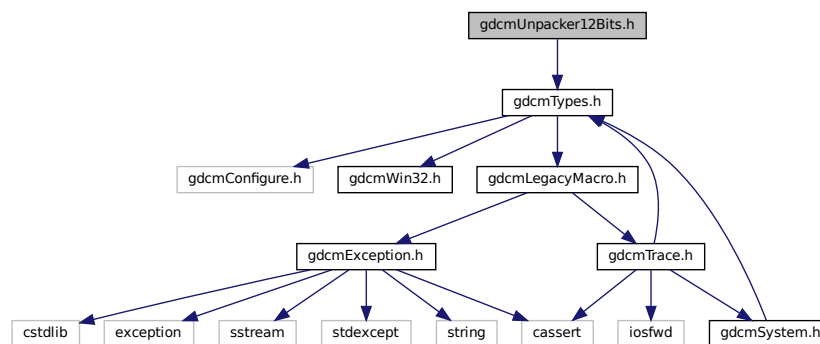 gdcmUnpacker12Bits.h
gdcmTypes.h
gdcmConfigure.h
gdcmWin32.h
gdcmLegacyMacro.h
gdcmException.h
gdcmTrace.h
cstdlib
exception
sstream
stdexcept
string
cassert
iosfwd
gdcmSystem.h